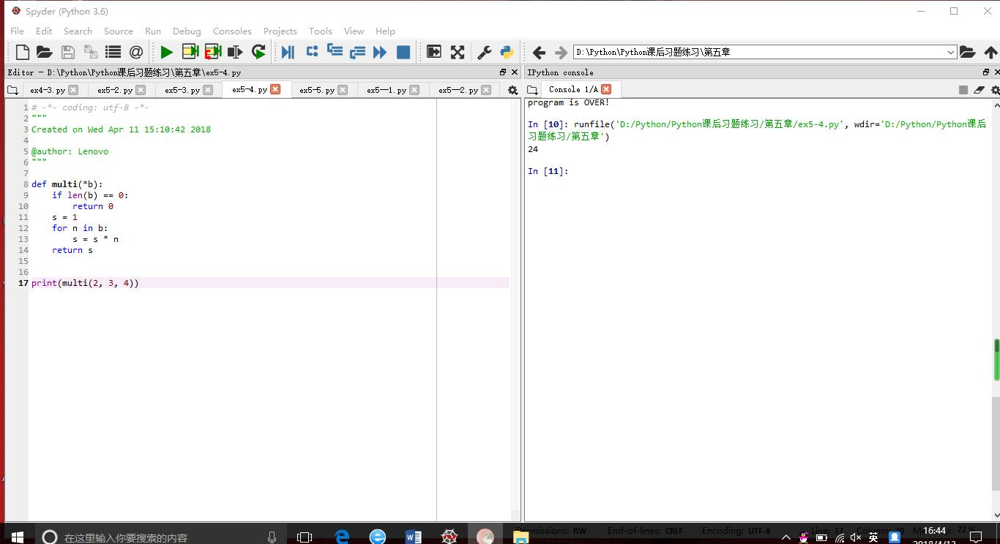 Spyder (Python 3.6)
File Edit Search Source Run Debug Consoles Projects Tools View Help
D:\Python\Python课后习题练习\第五章
Editor - D:\Python\Python课后习题练习\第五章\ex5-4.py
IPython console
ex4-3.py ex5-2.py ex5-3.py ex5-4.py ex5-5.py ex5--1.py ex5--2.py
Console 1/A
1 # -*- coding: utf-8 -*-
2 """
3 Created on Wed Apr 11 15:10:42 2018
4
5 @author: Lenovo
6 """
7
8 def multi(*b):
9     if len(b) == 0:
10         return 0
11     s = 1
12     for n in b:
13         s = s * n
14     return s
15
16
17 print(multi(2, 3, 4))
program is OVER!
In [10]: runfile('D:/Python/Python课后习题练习/第五章/ex5-4.py', wdir='D:/Python/Python课后
习题练习/第五章')
24
In [11]:
Permissions: RW End-of-lines: CRLF Encoding: UTF-8 Line: 17 Column: 20 72 %
在这里输入你要搜索的内容
英
16:44